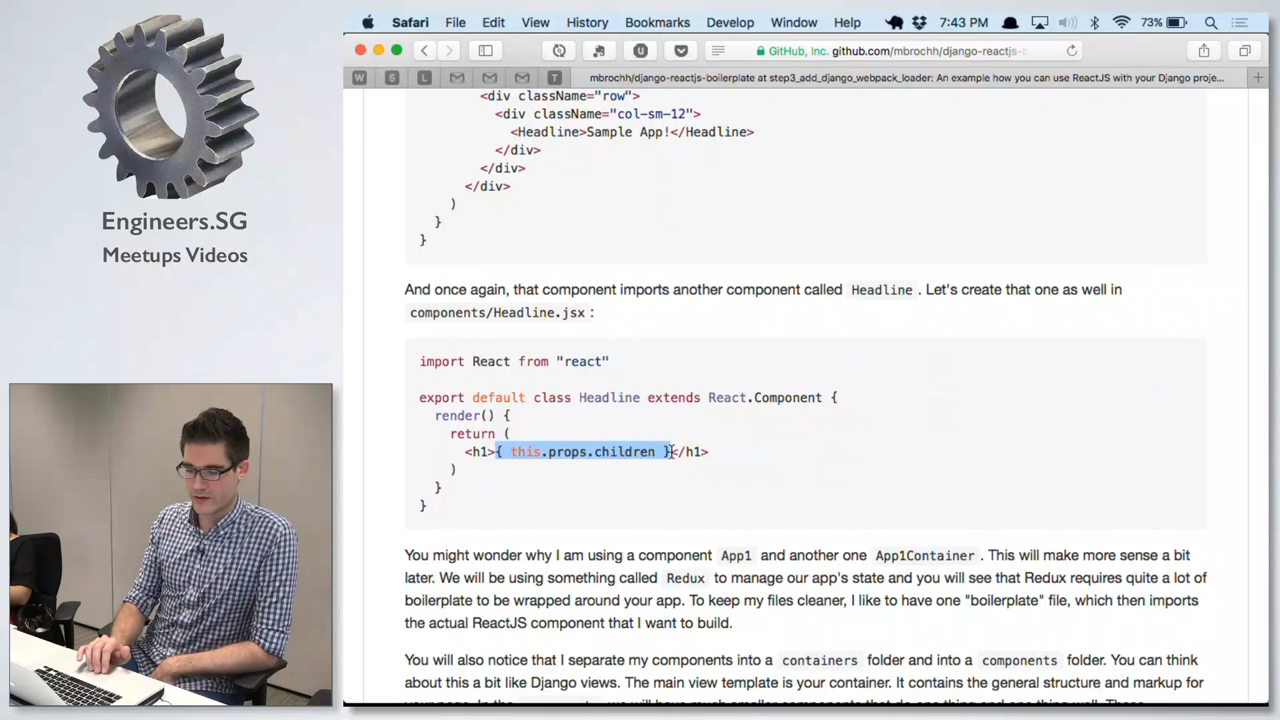 Safari File Edit View History Bookmarks Develop Window Help 7:43 PM 73%
GitHub, Inc. github.com/mbrochh/django-reactjs-
W 5 L T mbrochh/django-reactjs-boilerplate at step3_add_django_webpack_loader: An example how you can use ReactJS with your Django proje...
<div className="row">
<div className="col-sm-12">
<Headline>Sample App!</Headline>
</div>
</div>
</div>
)
}
}
Engineers.SG
Meetups Videos
And once again, that component imports another component called Headline . Let's create that one as well in
components/Headline.jsx :
import React from "react"
export default class Headline extends React.Component {
render() {
return (
<h1>{ this.props.children }</h1>
)
}
}
You might wonder why I am using a component App1 and another one App1Container . This will make more sense a bit
later. We will be using something called Redux to manage our app's state and you will see that Redux requires quite a lot of
boilerplate to be wrapped around your app. To keep my files cleaner, I like to have one "boilerplate" file, which then imports
the actual ReactJS component that I want to build.
You will also notice that I separate my components into a containers folder and into a components folder. You can think
about this a bit like Django views. The main view template is your container. It contains the general structure and markup for